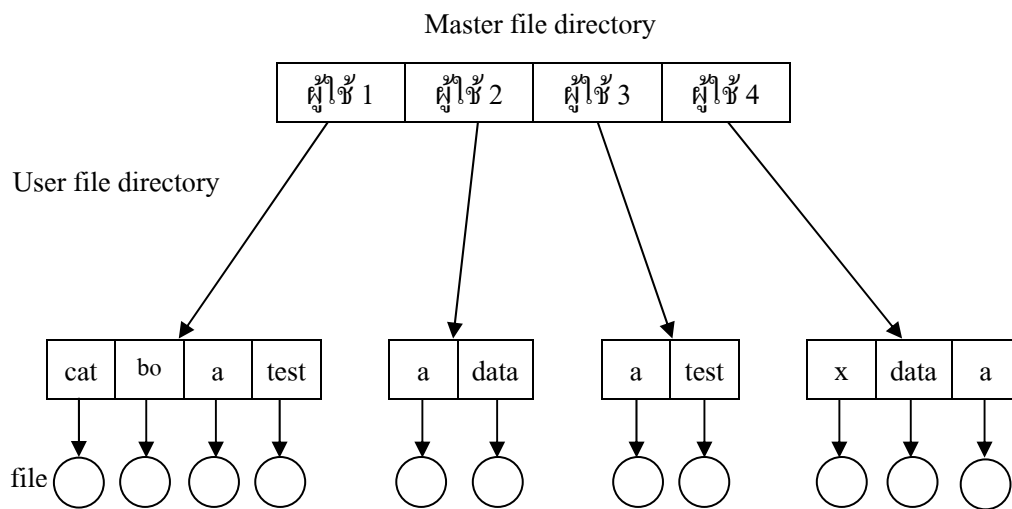 Master file directory
ผู้ใช้ 1 ผู้ใช้ 2 ผู้ใช้ 3 ผู้ใช้ 4
User file directory
cat bo a test a data a test x data a
file